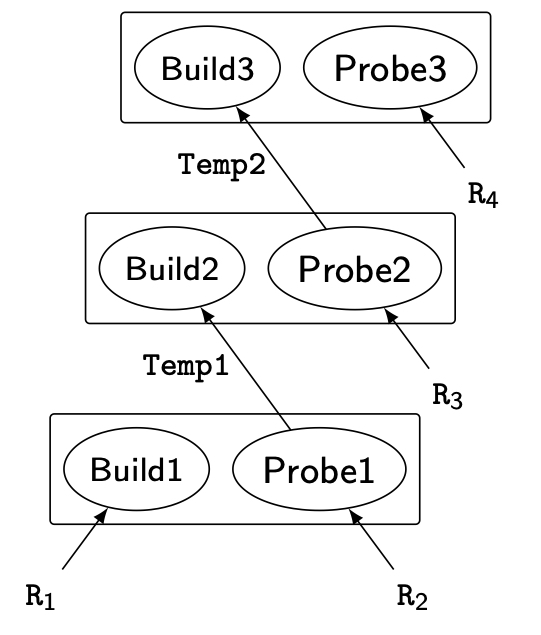 Build3 Probe3
Temp2
R4
Build2 Probe2
Temp1
R3
Build1 Probe1
R1 R2